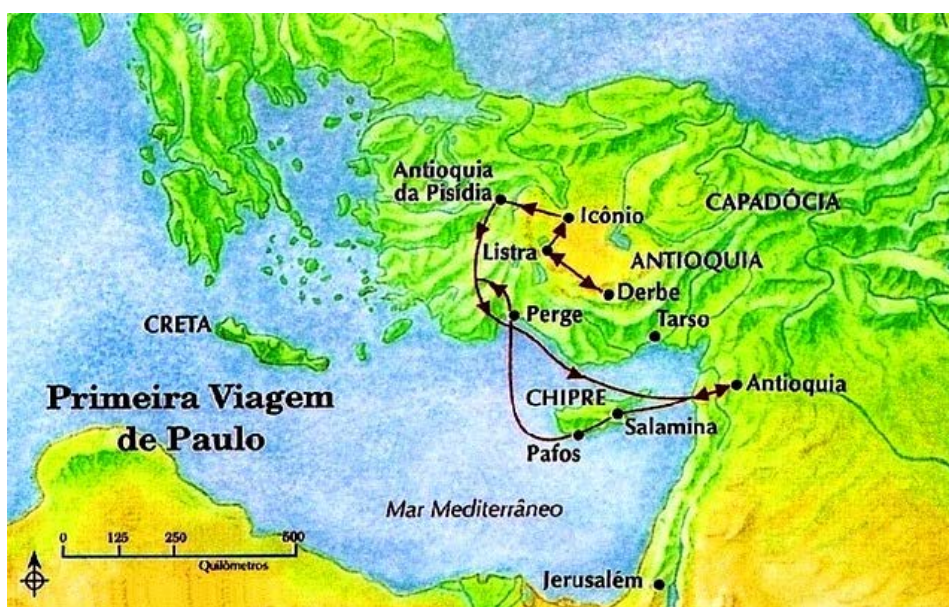 Antioquia
da Pisídia
Icônio
CAPADÓCIA
Listra
ANTIOQUIA
Derbe
CRETA
Perge
Tarso
Primeira Viagem
de Paulo
CHIPRE
Antioquia
Salamina
Pafos
Mar Mediterrâneo
0 125 250 500
Quilômetros
Jerusalém